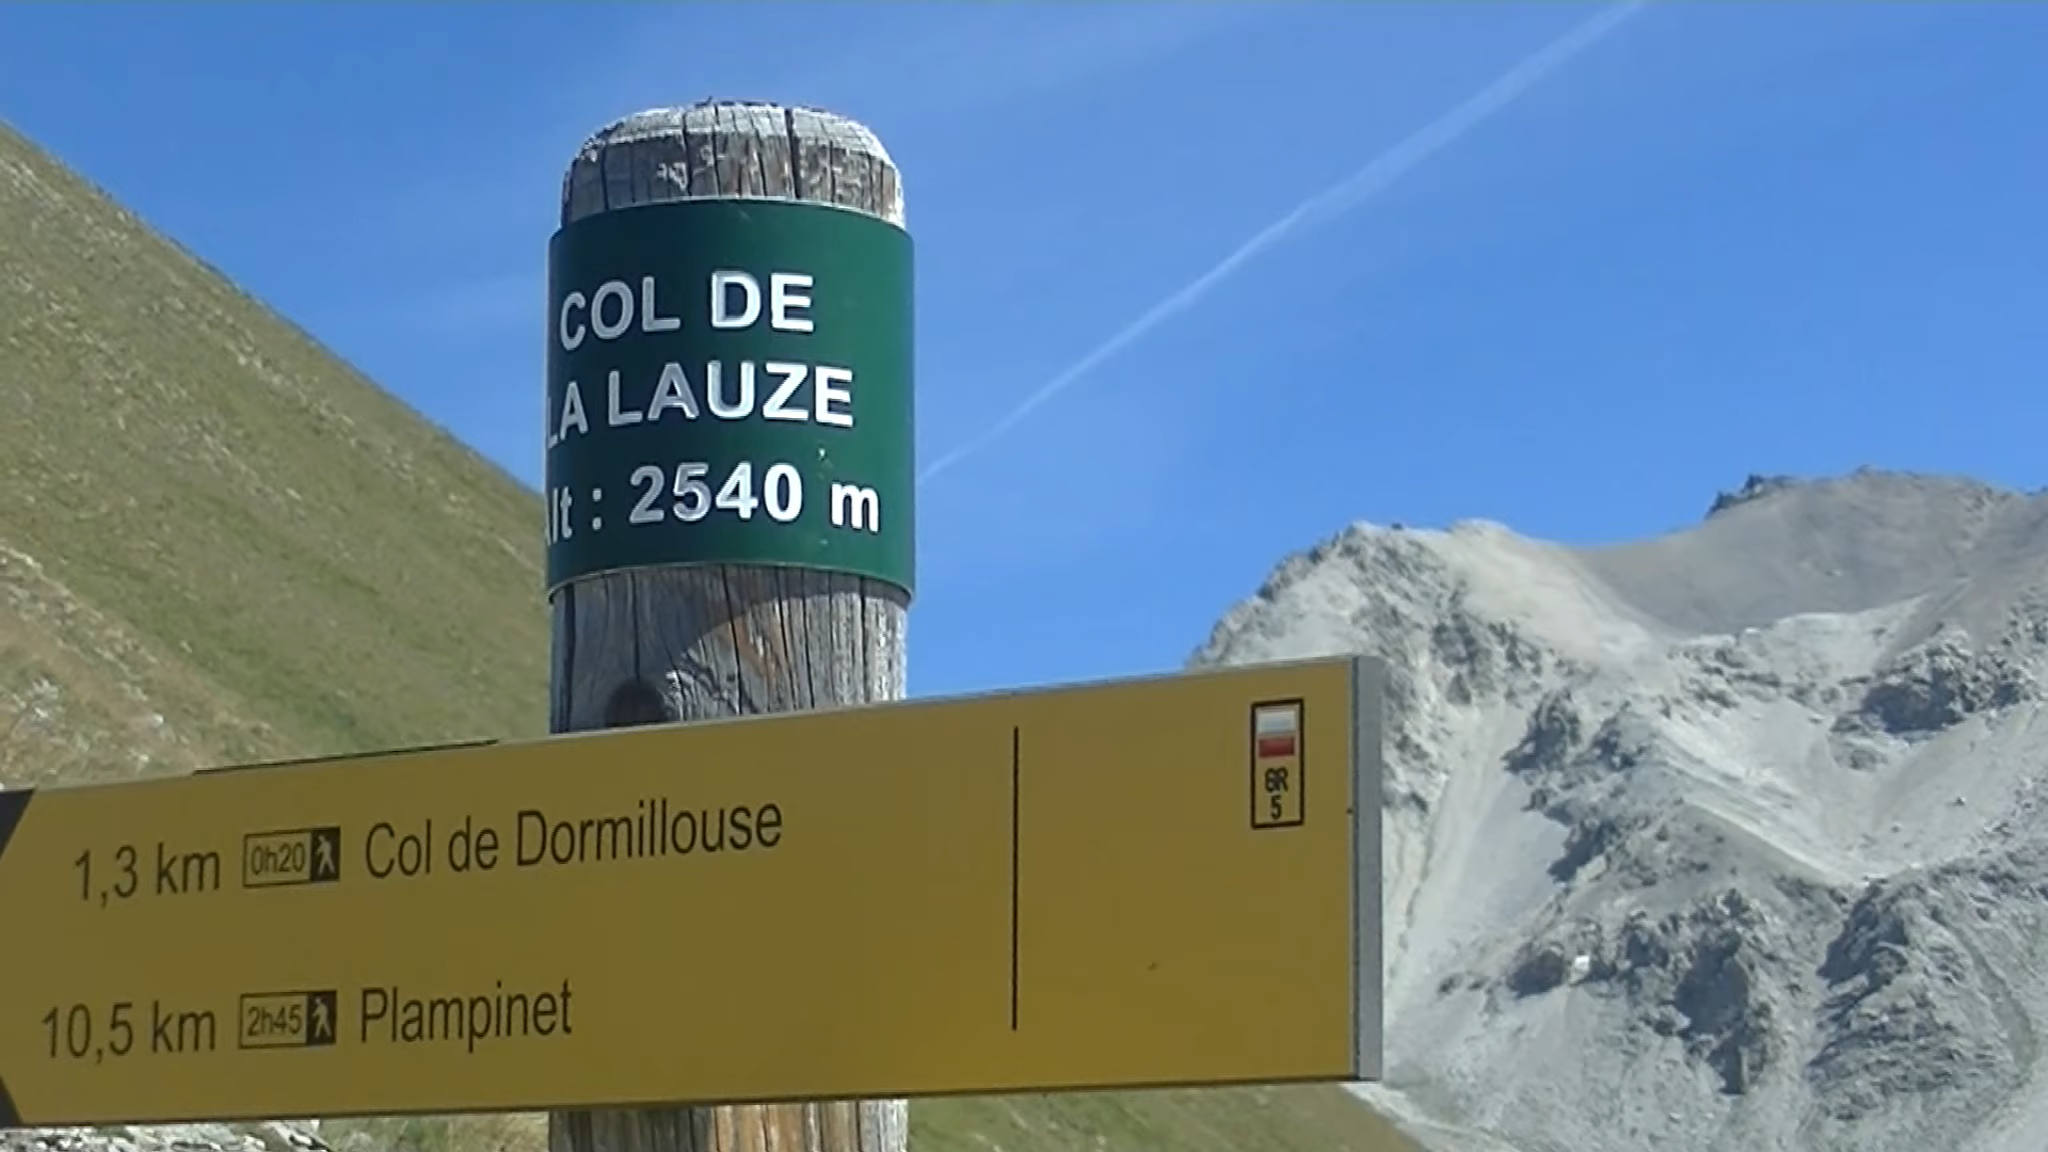 COL DE
LA LAUZE
Alt : 2540 m
1,3 km 0h20 Col de Dormillouse
10,5 km 2h45 Plampinet
GR
5